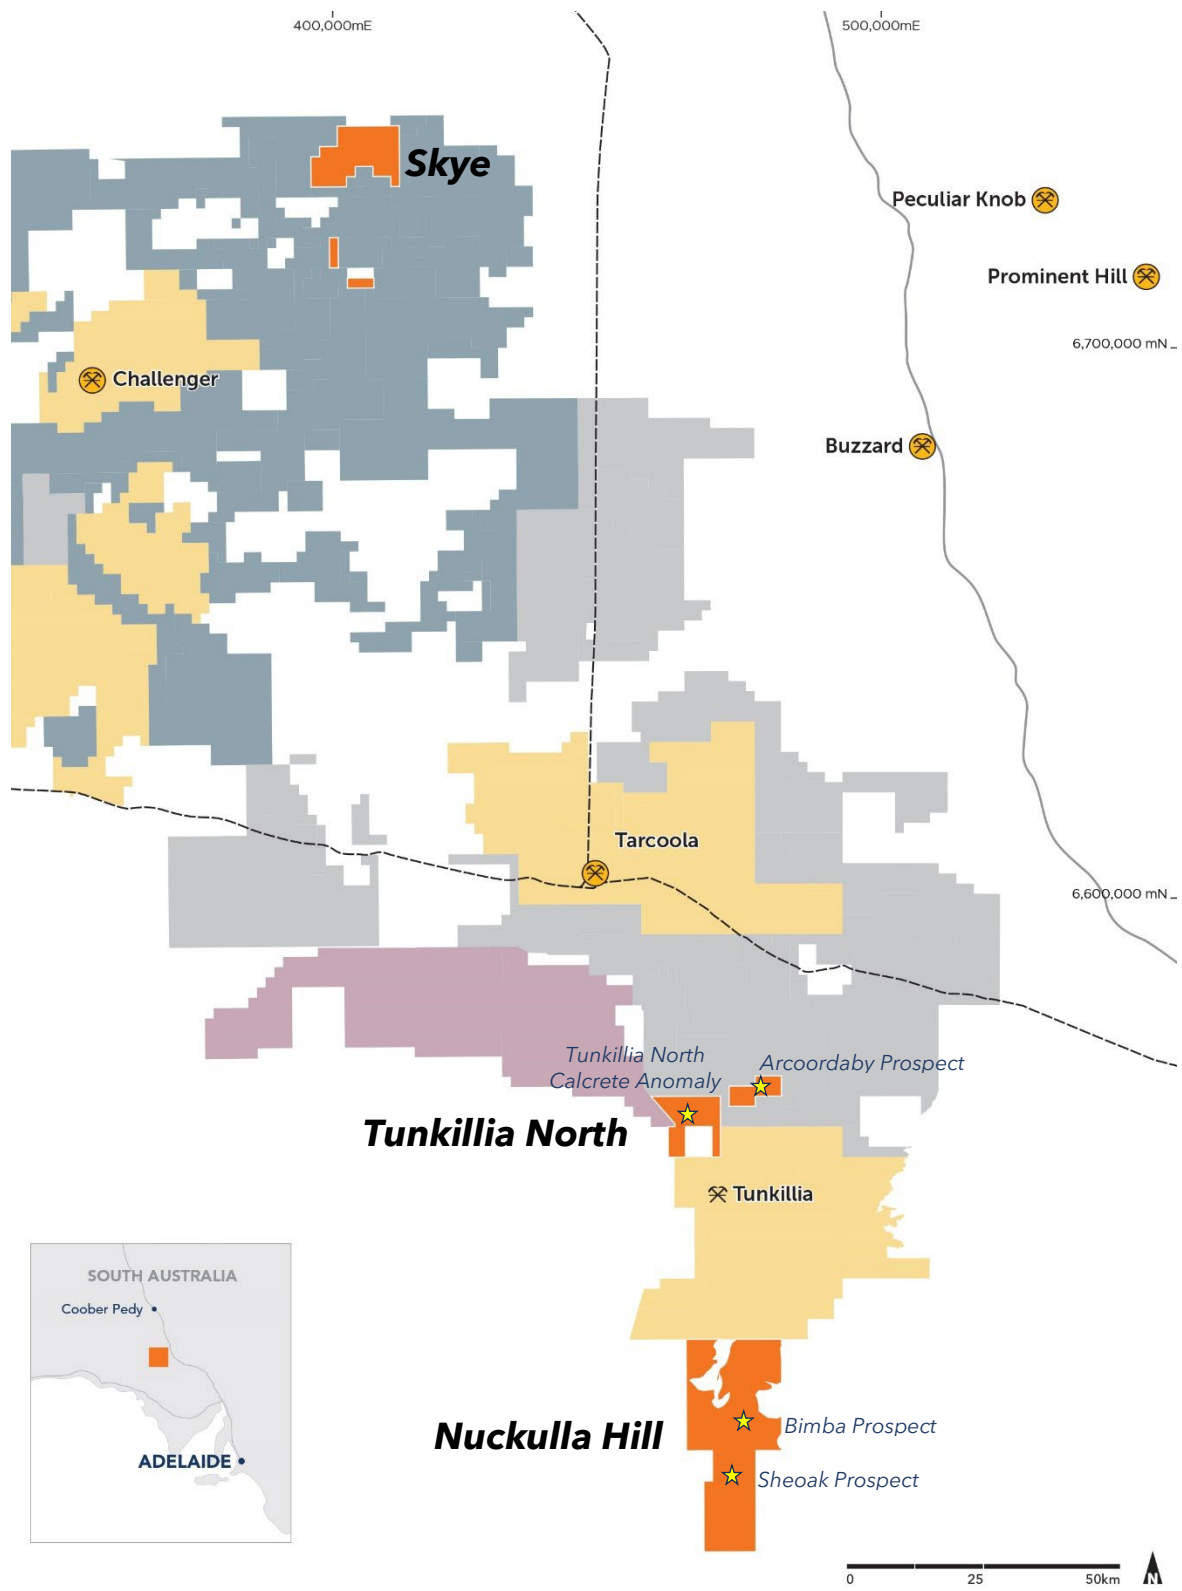 400,000mE
500,000mE
Skye
Peculiar Knob
Prominent Hill
6,700,000 mN
Challenger
Buzzard
Tarcoola
6,600,000 mN
Tunkillia North
Calcrete Anomaly
Arcoordaby Prospect
Tunkillia North
Tunkillia
SOUTH AUSTRALIA
Coober Pedy
ADELAIDE
Nuckulla Hill
Bimba Prospect
Sheoak Prospect
0 25 50km
N